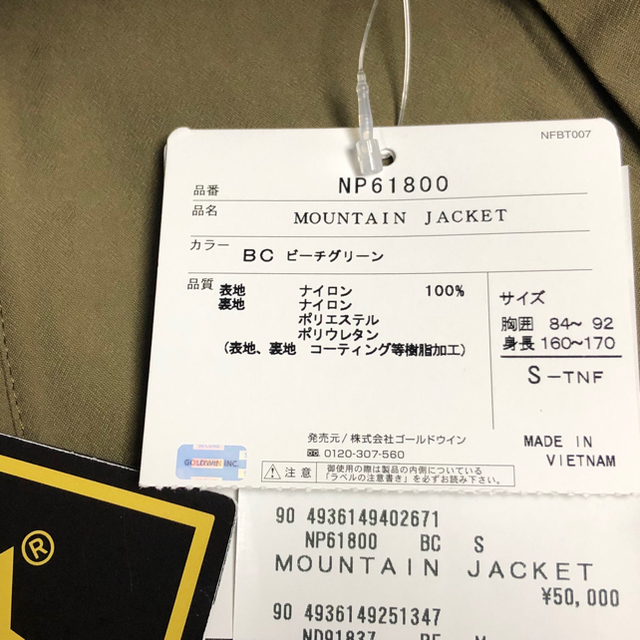 NFBT007
品番 NP61800
品名 MOUNTAIN JACKET
カラー BC ビーチグリーン
品質 表地 ナイロン 100%
裏地 ナイロン
ポリエステル
ポリウレタン
(表地、裏地 コーティング等樹脂加工)
サイズ
胸囲 84~ 92
身長 160~170
S-TNF
発売元/株式会社ゴールドウイン
0120-307-560
GOLDWIN INC.
注意 御使用の際は製品の内側についている
「ラベルの注意書き」を必ずお読み下さい。
MADE IN
VIETNAM
®
90 4936149402671
NP61800 BC S
MOUNTAIN JACKET
¥50,000
90 4936149251347